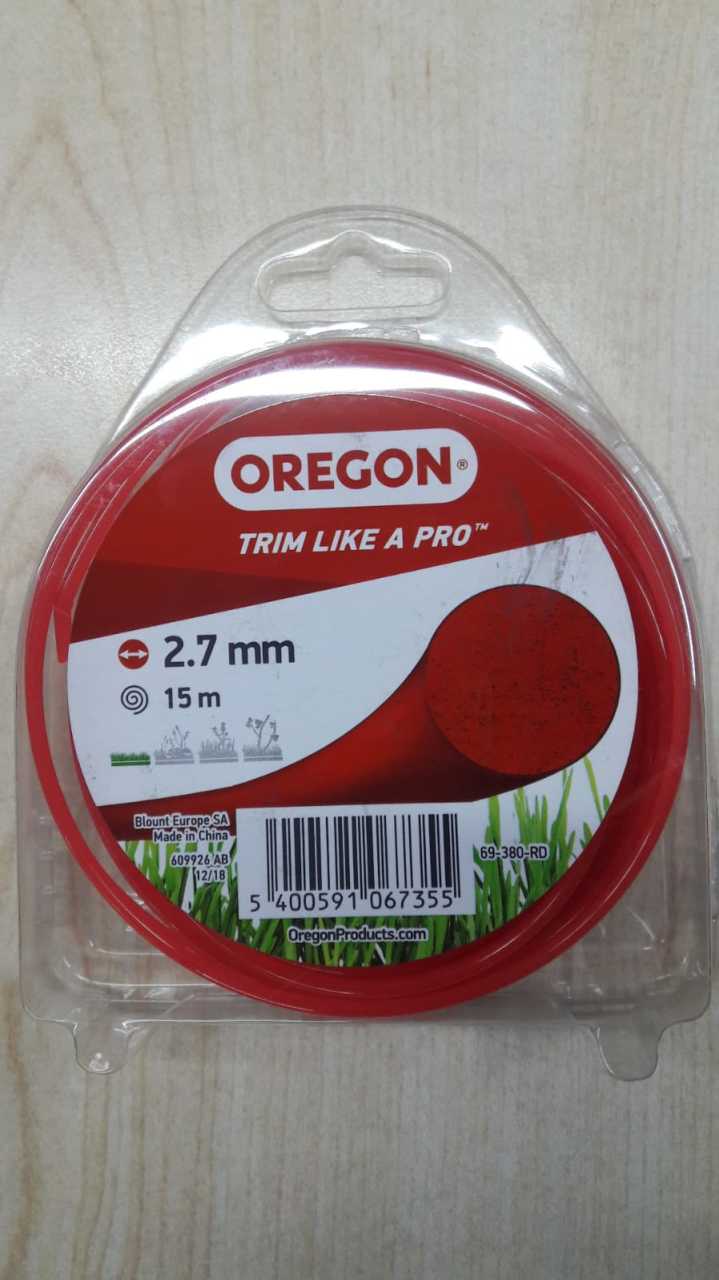 OREGON®
TRIM LIKE A PRO™
2.7 mm
15 m
Blount Europe SA
Made in China
609926 AB
12/18
69-380-RD
5 400591 067355
OregonProducts.com